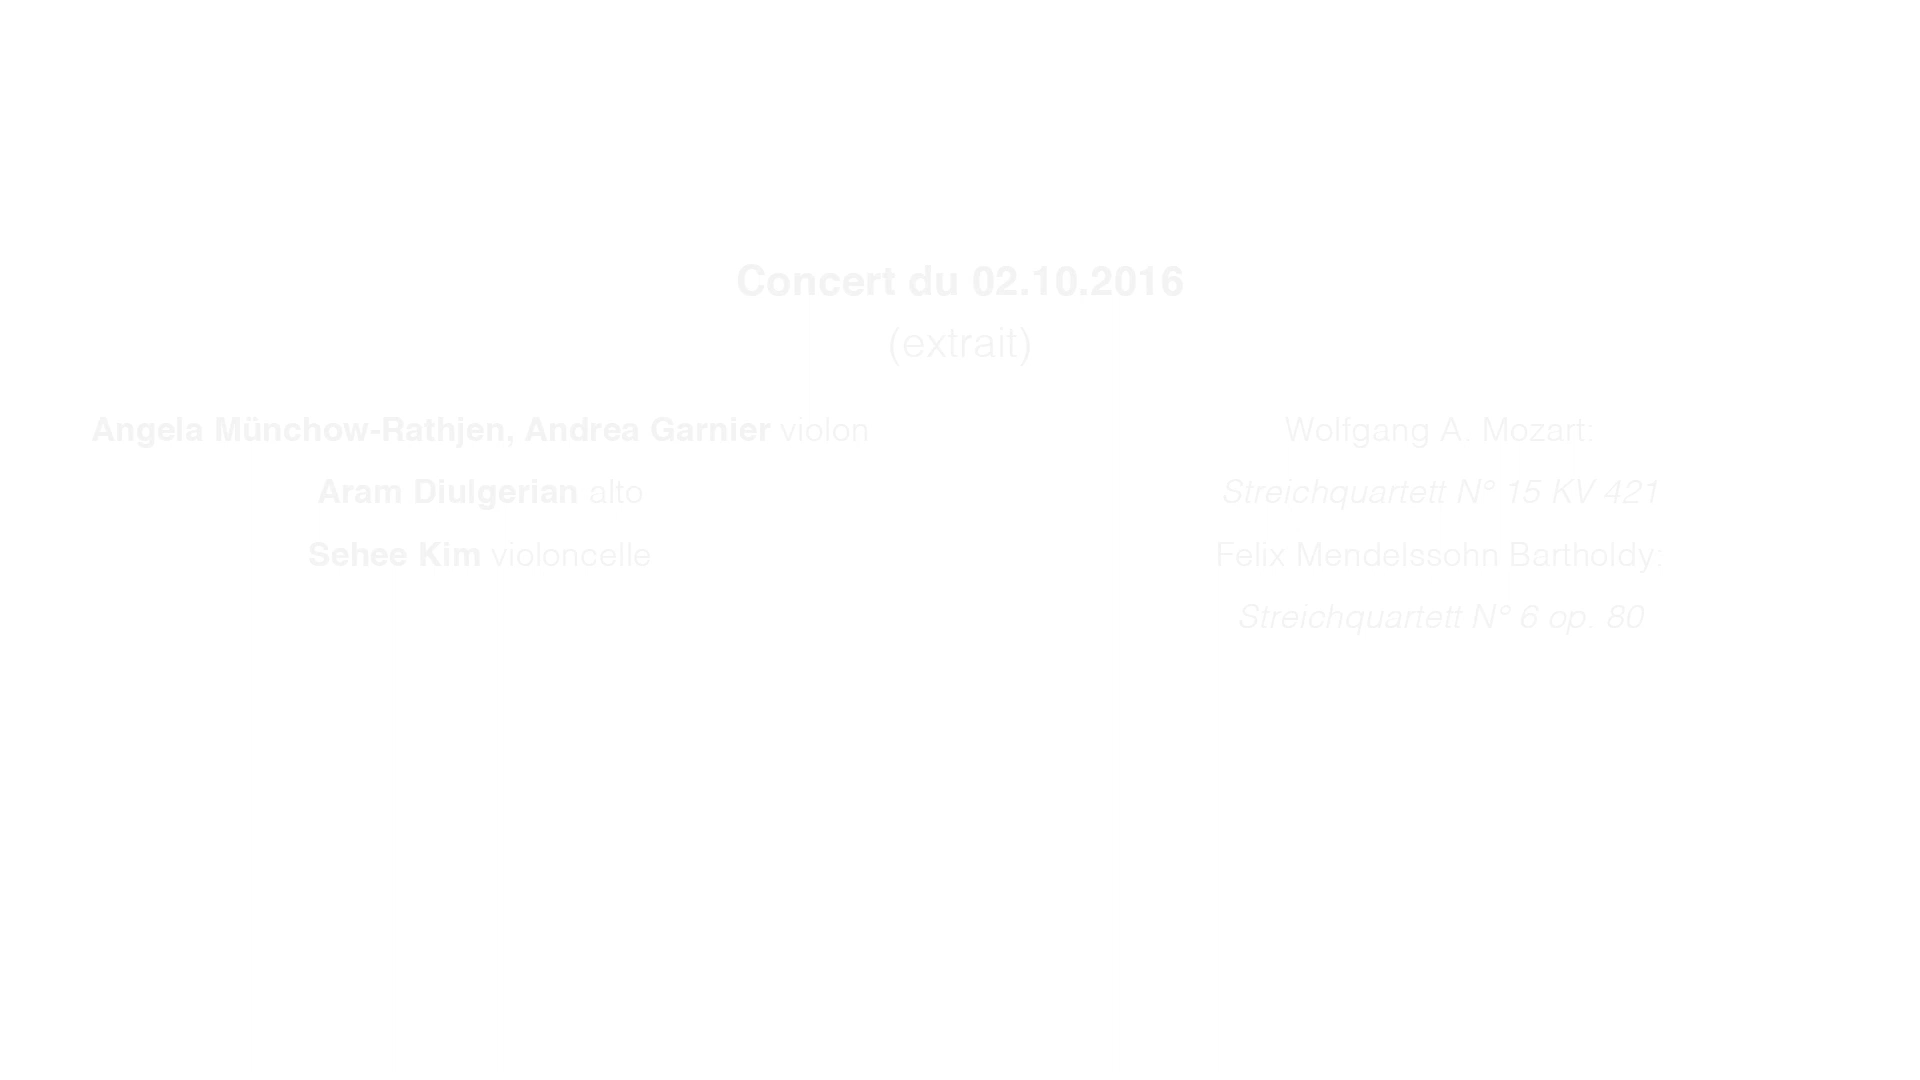 Concert du 02.10.2016
(extrait)
Angela Münchow-Rathjen, Andrea Garnier violon
Aram Diulgerian alto
Sehee Kim violoncelle
Wolfgang A. Mozart:
Streichquartett N° 15 KV 421
Felix Mendelssohn Bartholdy:
Streichquartett N° 6 op. 80